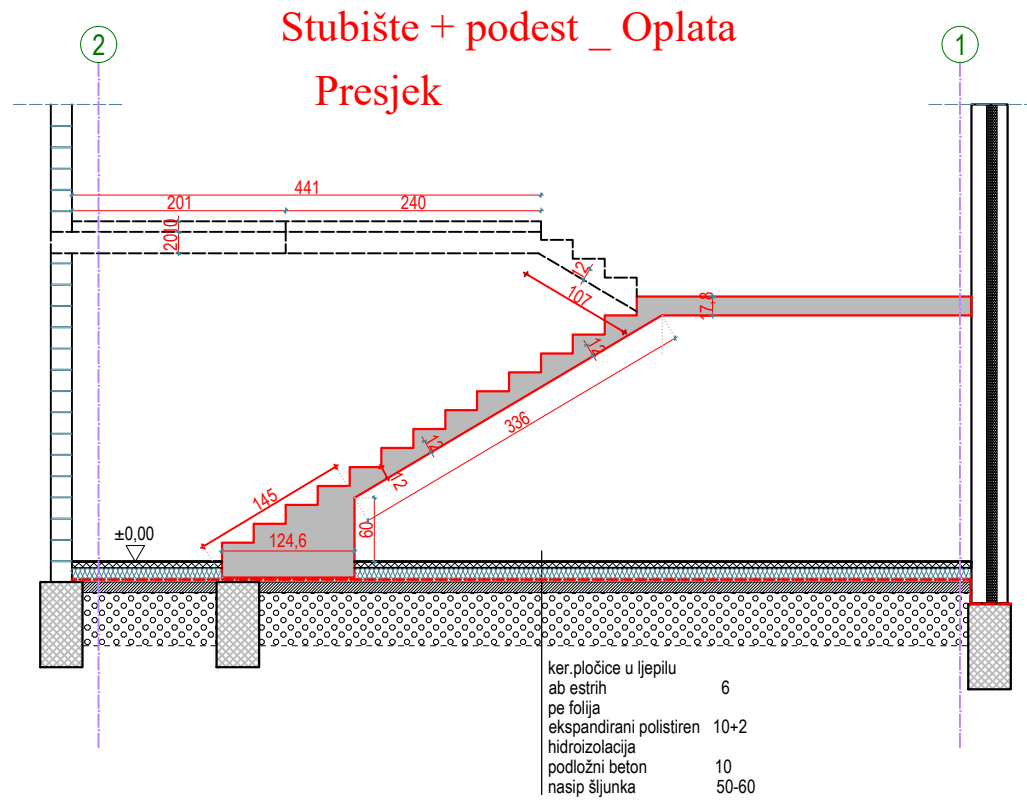 Stubište + podest _ Oplata
2
1
Presjek
441
201
240
2010
12
107
17,8
12
336
12
145
12
60
±0,00
124,6
ker.pločice u ljepilu
ab estrih 6
pe folija
ekspandirani polistiren 10+2
hidroizolacija
podložni beton 10
nasip šljunka 50-60